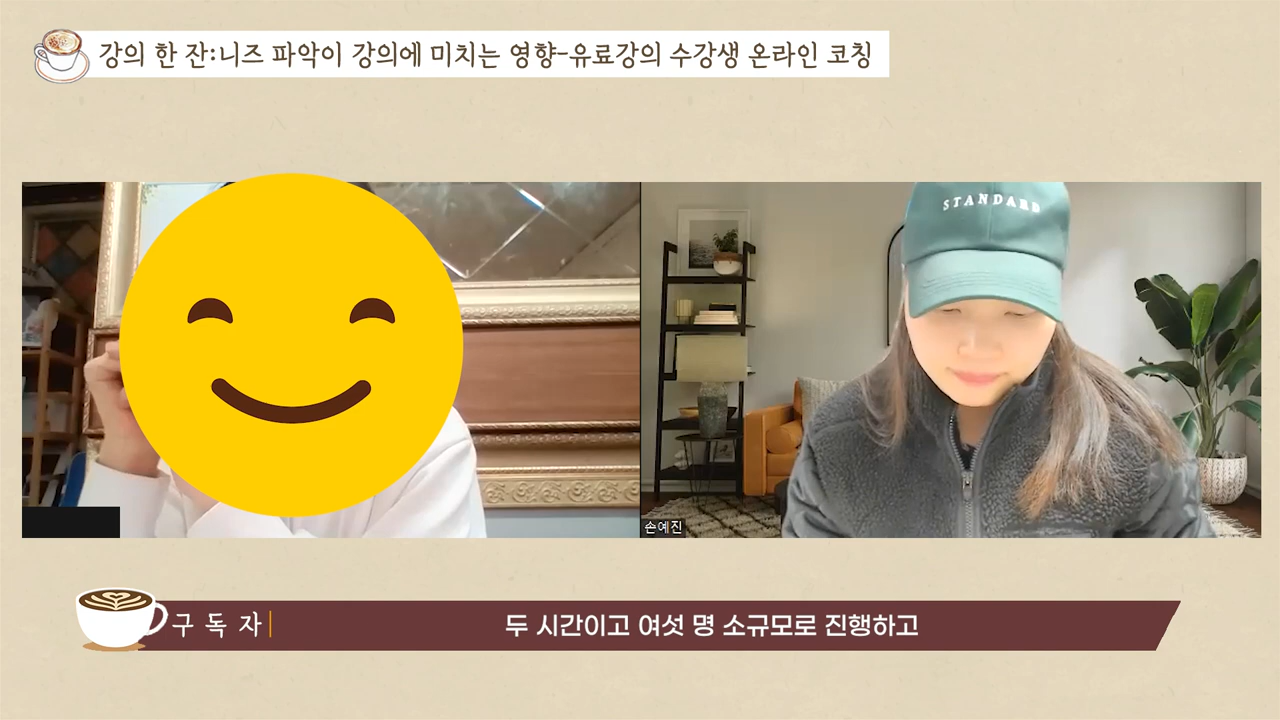 강의 한 잔:니즈 파악이 강의에 미치는 영향-유료강의 수강생 온라인 코칭
STANDARD
손예진
구독자
두 시간이고 여섯 명 소규모로 진행하고